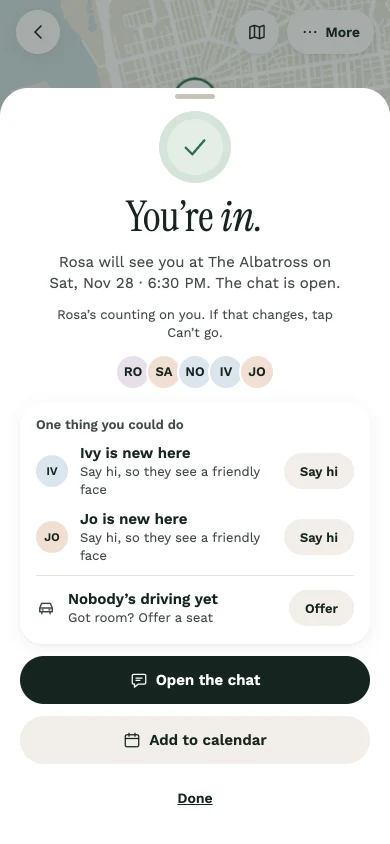 More
You’re in.
Rosa will see you at The Albatross on
Sat, Nov 28 · 6:30 PM. The chat is open.
Rosa’s counting on you. If that changes, tap
Can’t go.
RO SA NO IV JO
One thing you could do
IV
Ivy is new here
Say hi, so they see a friendly
face
Say hi
JO
Jo is new here
Say hi, so they see a friendly
face
Say hi
Nobody’s driving yet
Got room? Offer a seat
Offer
Open the chat
Add to calendar
Done